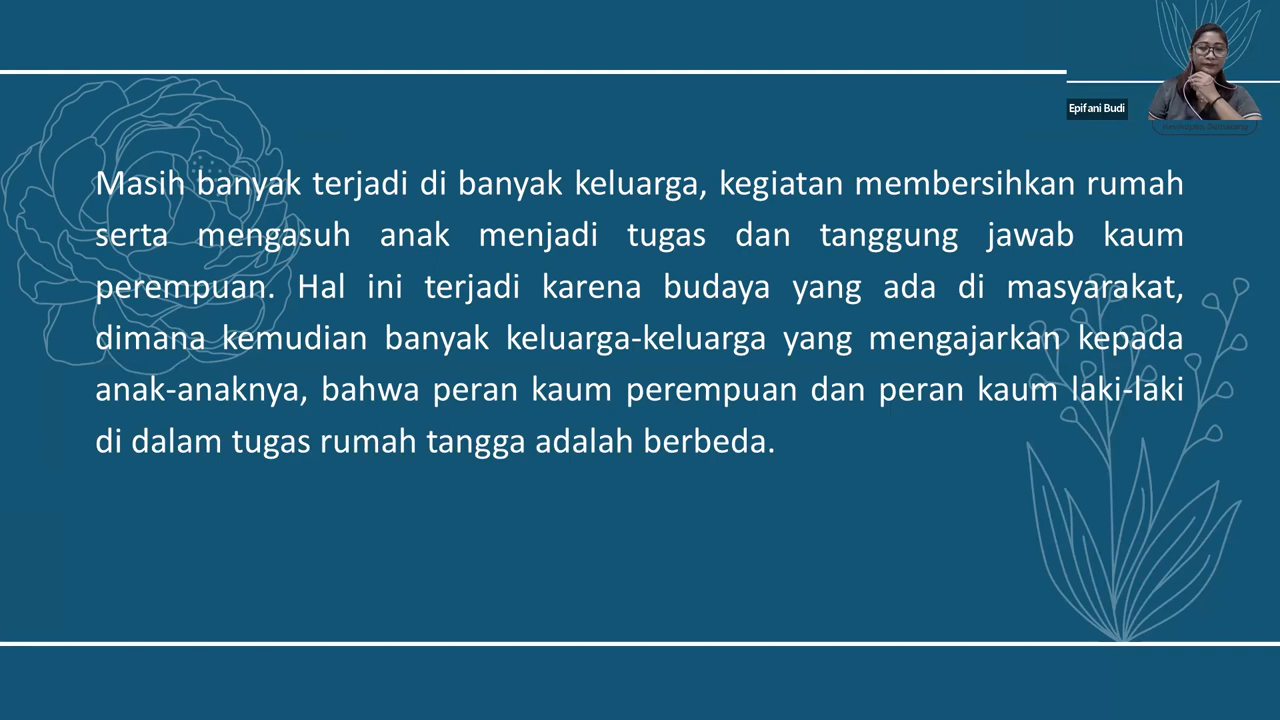 Epifani Budi
Masih banyak terjadi di banyak keluarga, kegiatan membersihkan rumah
serta mengasuh anak menjadi tugas dan tanggung jawab kaum
perempuan. Hal ini terjadi karena budaya yang ada di masyarakat,
dimana kemudian banyak keluarga-keluarga yang mengajarkan kepada
anak-anaknya, bahwa peran kaum perempuan dan peran kaum laki-laki
di dalam tugas rumah tangga adalah berbeda.